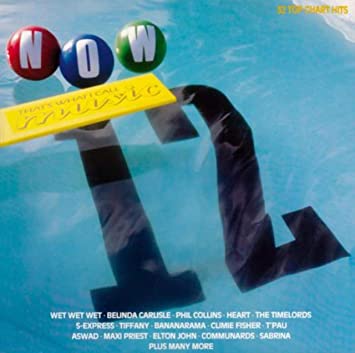 32 TOP CHART HITS
NOW
THAT'S WHAT I CALL
music
12
WET WET WET · BELINDA CARLISLE · PHIL COLLINS · HEART · THE TIMELORDS
S-EXPRESS · TIFFANY · BANANARAMA · CLIMIE FISHER · T'PAU
ASWAD · MAXI PRIEST · ELTON JOHN · COMMUNARDS · SABRINA
PLUS MANY MORE